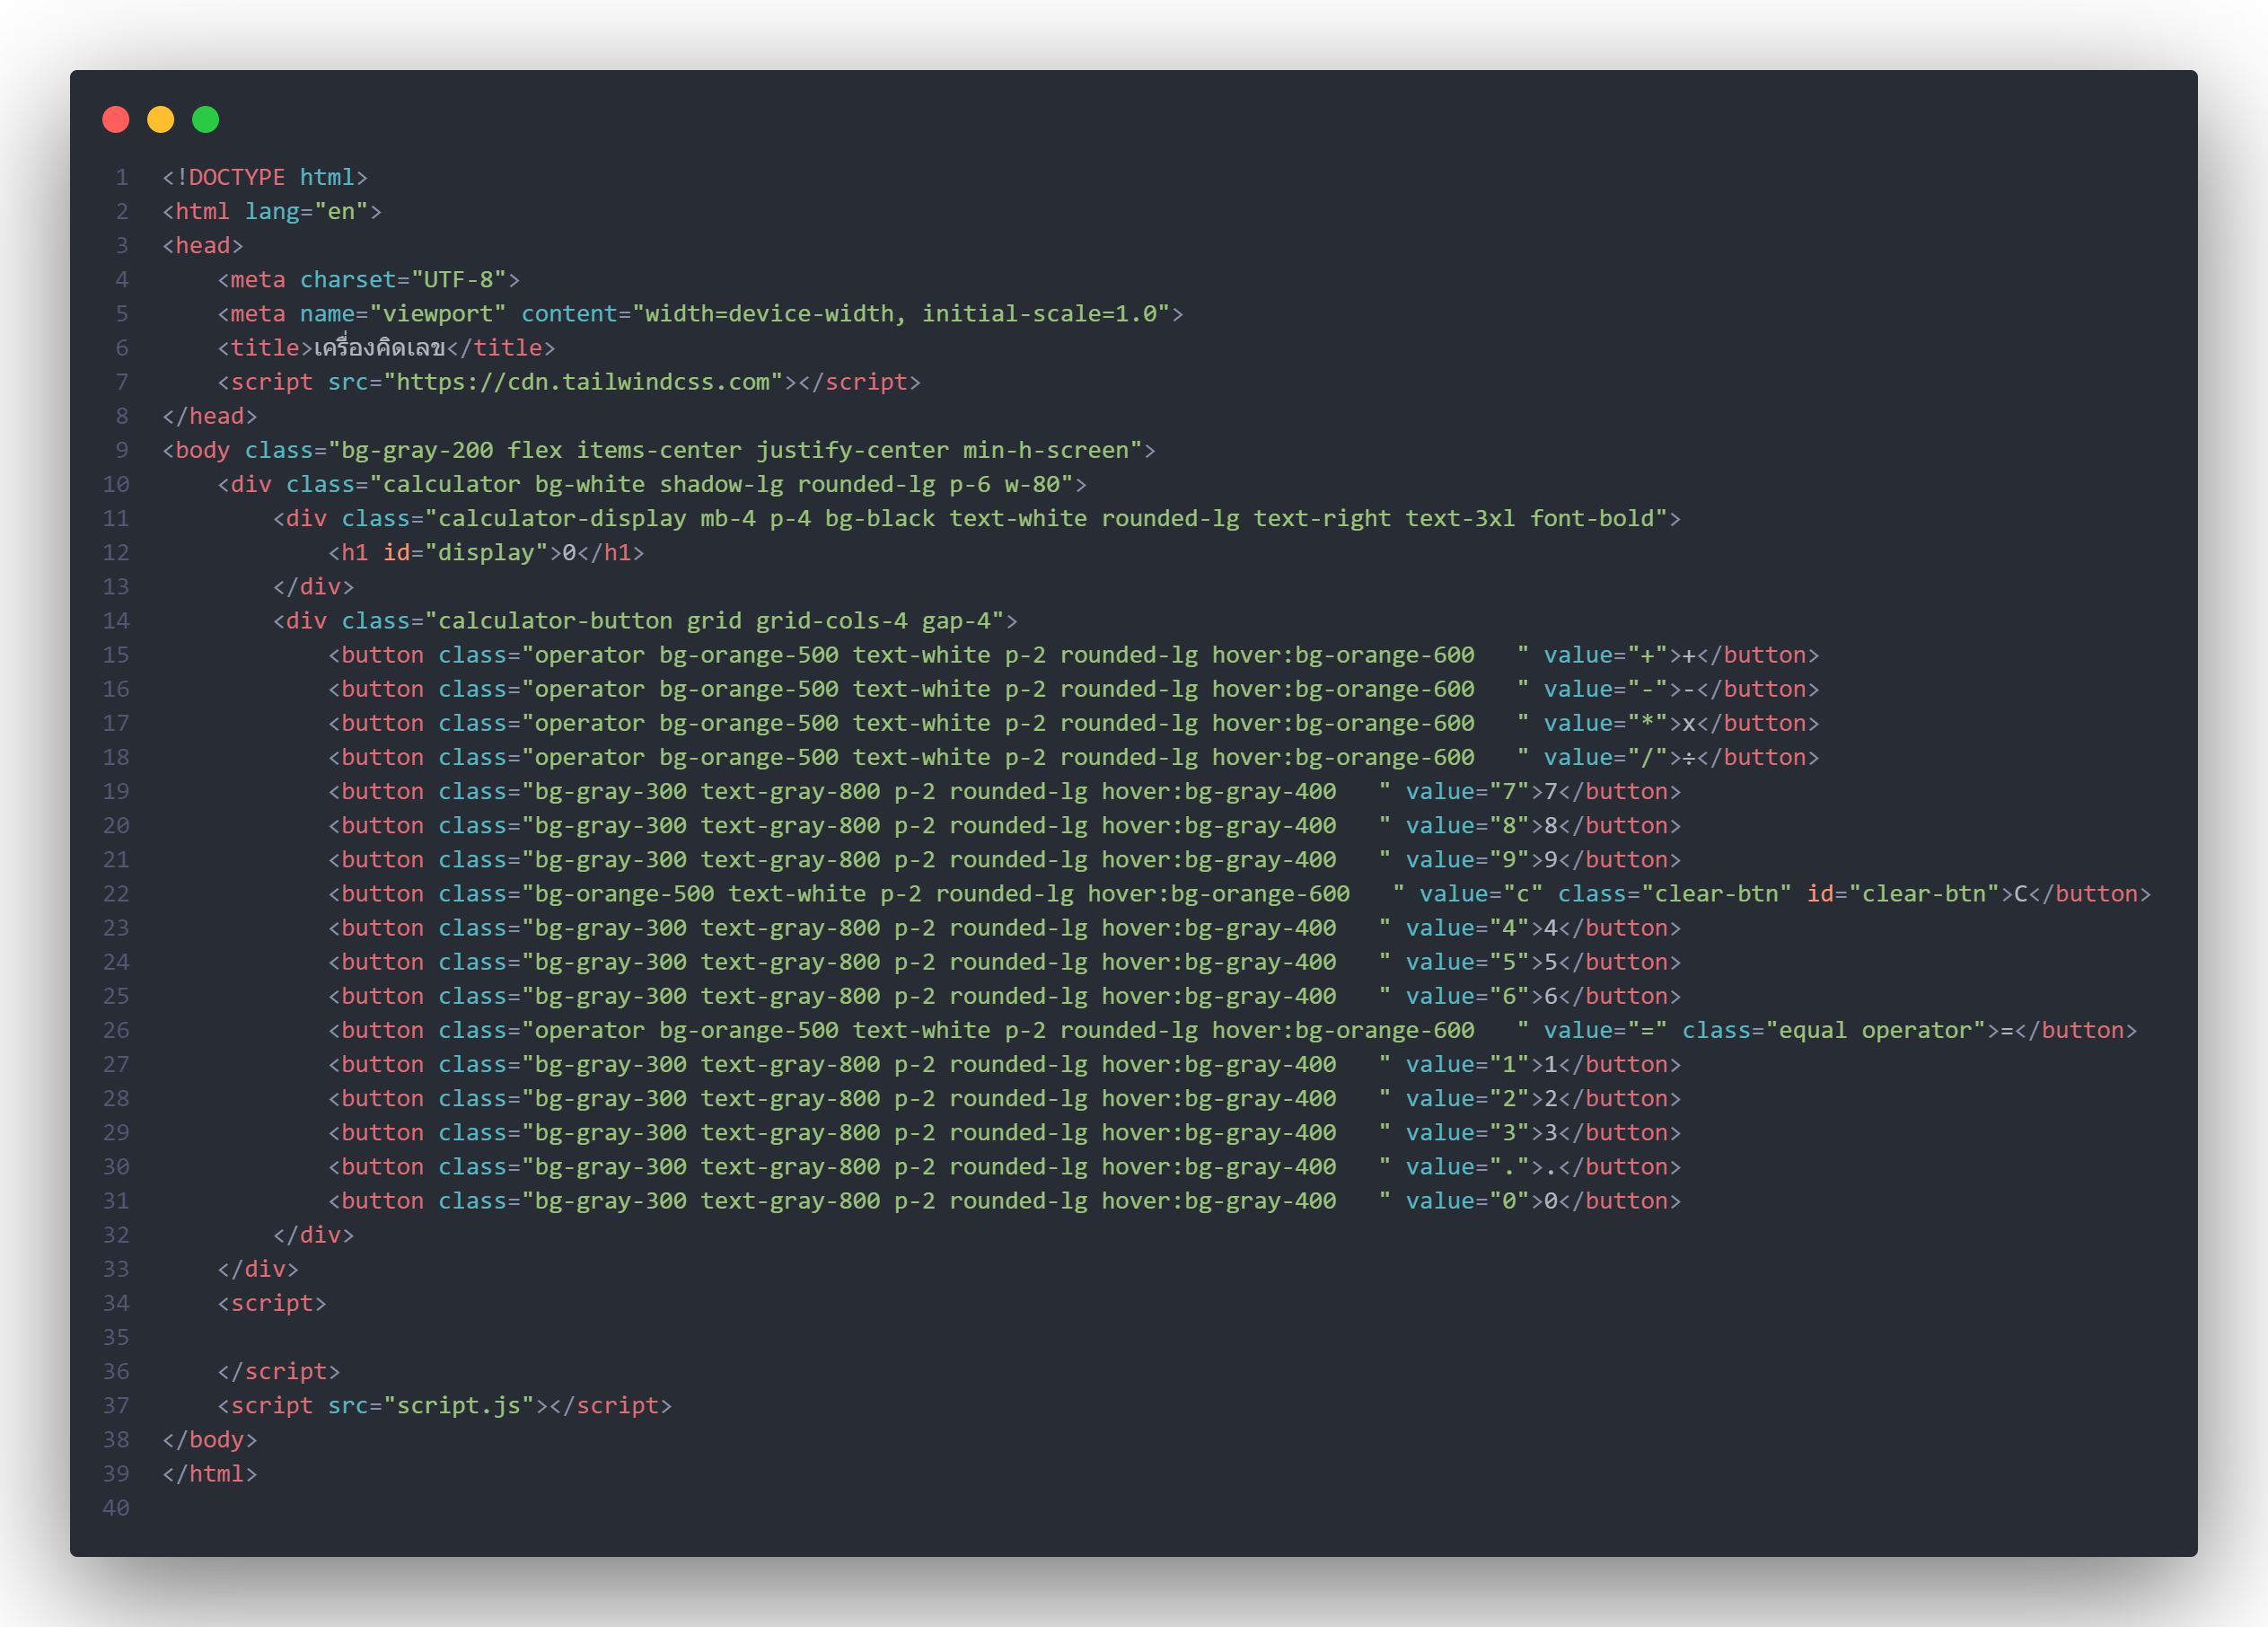 1 <!DOCTYPE html>
2 <html lang="en">
3 <head>
4     <meta charset="UTF-8">
5     <meta name="viewport" content="width=device-width, initial-scale=1.0">
6     <title>เครื่องคิดเลข</title>
7     <script src="https://cdn.tailwindcss.com"></script>
8 </head>
9 <body class="bg-gray-200 flex items-center justify-center min-h-screen">
10     <div class="calculator bg-white shadow-lg rounded-lg p-6 w-80">
11         <div class="calculator-display mb-4 p-4 bg-black text-white rounded-lg text-right text-3xl font-bold">
12             <h1 id="display">0</h1>
13         </div>
14         <div class="calculator-button grid grid-cols-4 gap-4">
15             <button class="operator bg-orange-500 text-white p-2 rounded-lg hover:bg-orange-600   " value="+">+</button>
16             <button class="operator bg-orange-500 text-white p-2 rounded-lg hover:bg-orange-600   " value="-">-</button>
17             <button class="operator bg-orange-500 text-white p-2 rounded-lg hover:bg-orange-600   " value="*">x</button>
18             <button class="operator bg-orange-500 text-white p-2 rounded-lg hover:bg-orange-600   " value="/">÷</button>
19             <button class="bg-gray-300 text-gray-800 p-2 rounded-lg hover:bg-gray-400   " value="7">7</button>
20             <button class="bg-gray-300 text-gray-800 p-2 rounded-lg hover:bg-gray-400   " value="8">8</button>
21             <button class="bg-gray-300 text-gray-800 p-2 rounded-lg hover:bg-gray-400   " value="9">9</button>
22             <button class="bg-orange-500 text-white p-2 rounded-lg hover:bg-orange-600   " value="c" class="clear-btn" id="clear-btn">C</button>
23             <button class="bg-gray-300 text-gray-800 p-2 rounded-lg hover:bg-gray-400   " value="4">4</button>
24             <button class="bg-gray-300 text-gray-800 p-2 rounded-lg hover:bg-gray-400   " value="5">5</button>
25             <button class="bg-gray-300 text-gray-800 p-2 rounded-lg hover:bg-gray-400   " value="6">6</button>
26             <button class="operator bg-orange-500 text-white p-2 rounded-lg hover:bg-orange-600   " value="=" class="equal operator">=</button>
27             <button class="bg-gray-300 text-gray-800 p-2 rounded-lg hover:bg-gray-400   " value="1">1</button>
28             <button class="bg-gray-300 text-gray-800 p-2 rounded-lg hover:bg-gray-400   " value="2">2</button>
29             <button class="bg-gray-300 text-gray-800 p-2 rounded-lg hover:bg-gray-400   " value="3">3</button>
30             <button class="bg-gray-300 text-gray-800 p-2 rounded-lg hover:bg-gray-400   " value=".">.</button>
31             <button class="bg-gray-300 text-gray-800 p-2 rounded-lg hover:bg-gray-400   " value="0">0</button>
32         </div>
33     </div>
34     <script>
35
36     </script>
37     <script src="script.js"></script>
38 </body>
39 </html>
40